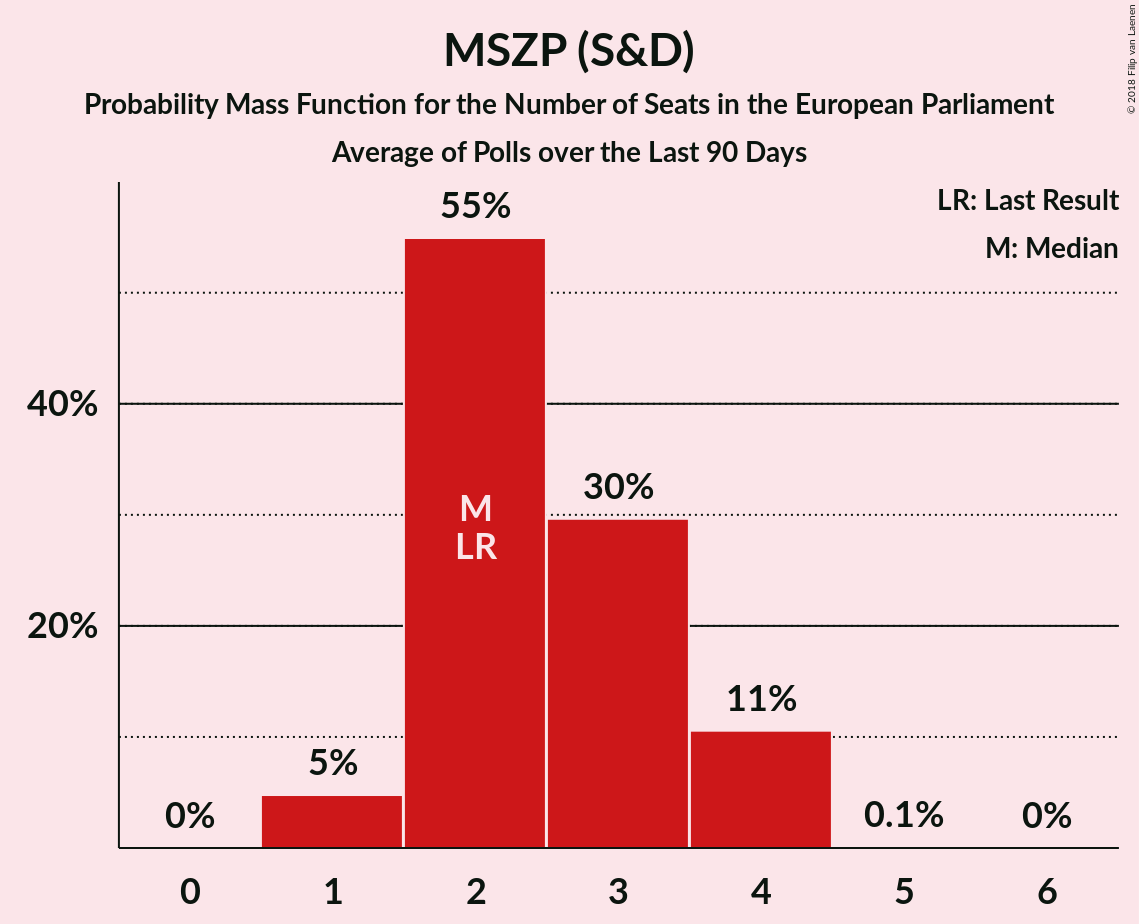 MSZP (S&D)
Probability Mass Function for the Number of Seats in the European Parliament
Average of Polls over the Last 90 Days
© 2018 Filip van Laenen
LR: Last Result
M: Median
55%
40%
30%
M
LR
20%
11%
5%
0%
0.1%
0%
0 1 2 3 4 5 6